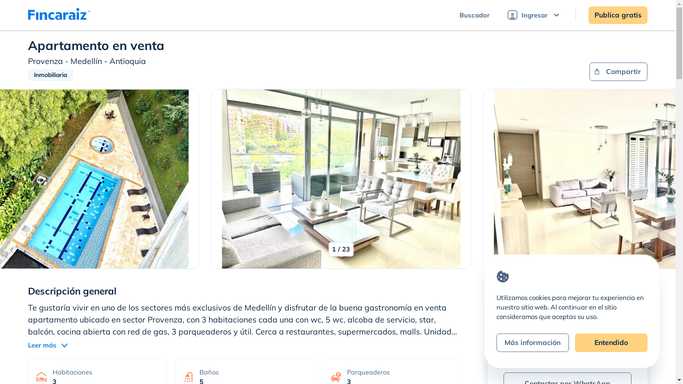 Fincaraiz
Buscador
Ingresar
Publica gratis
Apartamento en venta
Provenza - Medellín - Antioquia
Inmobiliaria
Compartir
1 / 23
Descripción general
Te gustaría vivir en uno de los sectores más exclusivos de Medellín y disfrutar de la buena gastronomía en venta
apartamento ubicado en sector Provenza, con 3 habitaciones cada una con wc, 5 wc, alcoba de servicio, star,
balcón, cocina abierta con red de gas, 3 parqueaderos y útil. Cerca a restaurantes, supermercados, malls. Unidad...
Leer más
Habitaciones
3
Baños
5
Parqueaderos
3
Utilizamos cookies para mejorar tu experiencia en
nuestro sitio web. Al continuar en el sitio
consideramos que aceptas su uso.
Más información
Entendido
Contactar por WhatsApp